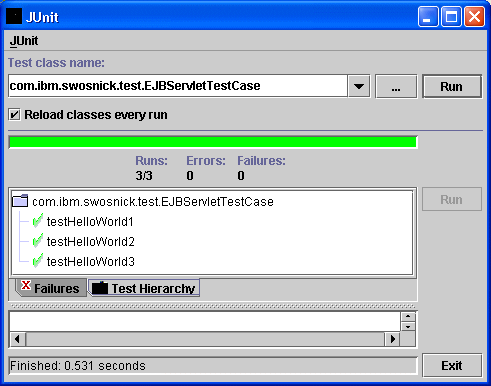 JUnit
JUnit
Test class name:
com.ibm.swosnick.test.EJBServletTestCase
...
Run
Reload classes every run
Runs: Errors: Failures:
3/3 0 0
com.ibm.swosnick.test.EJBServletTestCase
Run
testHelloWorld1
testHelloWorld2
testHelloWorld3
Failures Test Hierarchy
Finished: 0.531 seconds
Exit